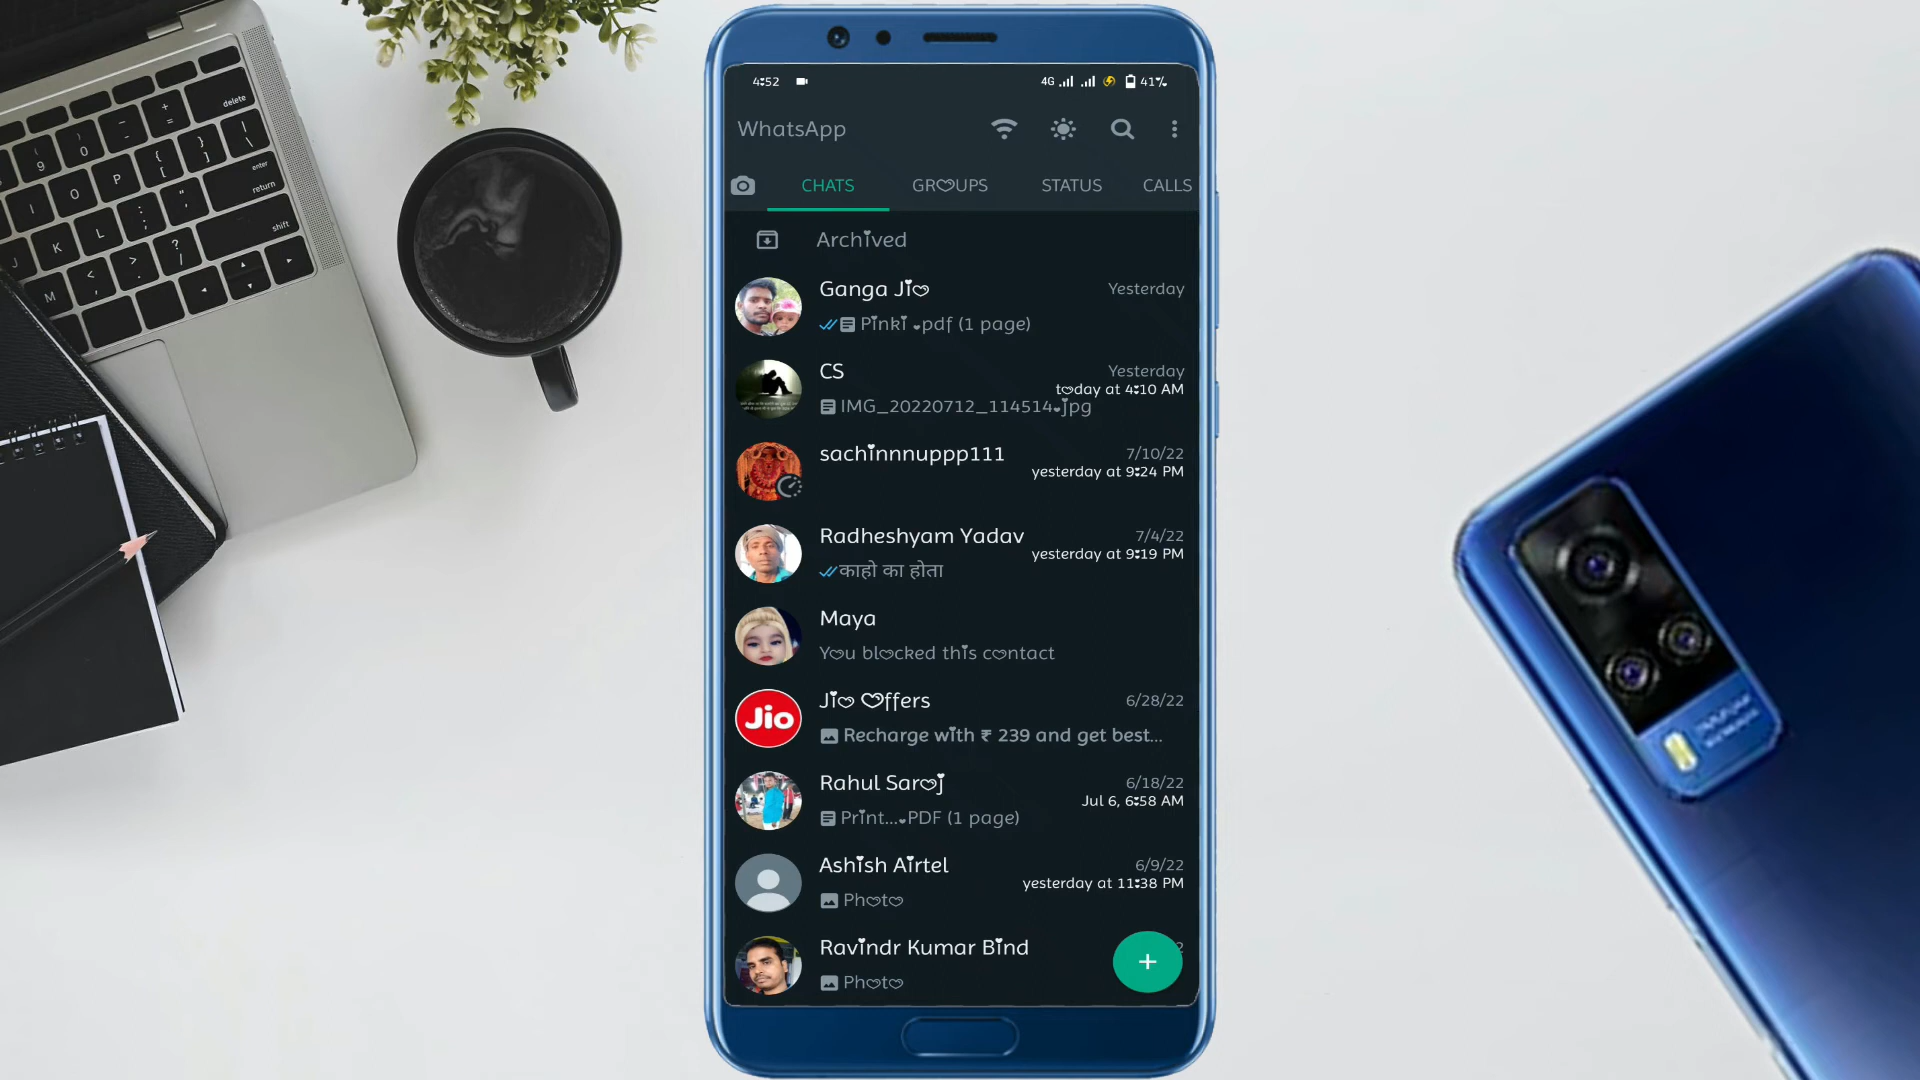 delete
enter
return
shift
4:52
4G 41%
WhatsApp
CHATS GROUPS STATUS CALLS
Archived
Ganga Jio Yesterday
Pinki .pdf (1 page)
CS Yesterday
today at 4:10 AM
IMG_20220712_114514.jpg
sachinnnuppp111 7/10/22
yesterday at 9:24 PM
Radheshyam Yadav 7/4/22
yesterday at 9:19 PM
काहो का होता
Maya
You blocked this contact
Jio Offers 6/28/22
Jio
Recharge with ₹ 239 and get best...
Rahul Saroj 6/18/22
Jul 6, 6:58 AM
Print....PDF (1 page)
Ashish Airtel 6/9/22
yesterday at 11:38 PM
Photo
Ravindr Kumar Bind
Photo